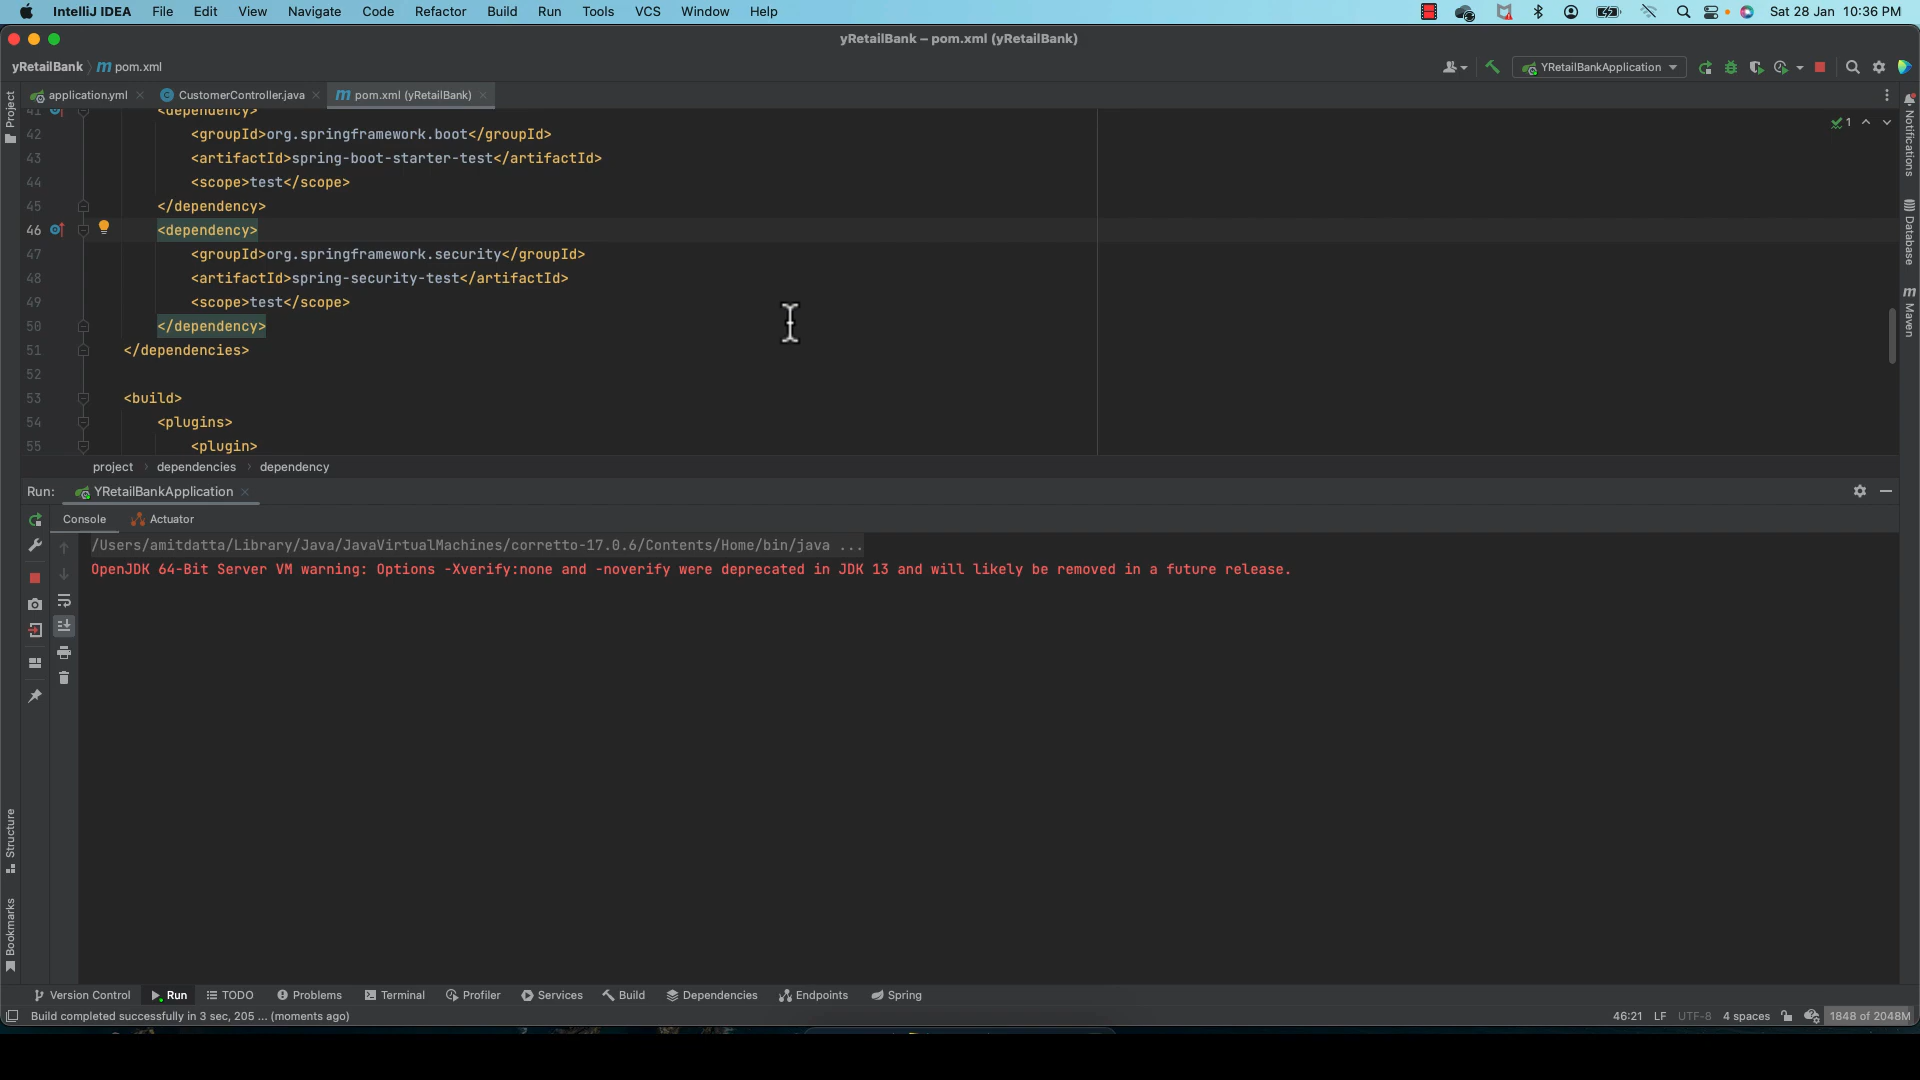 IntelliJ IDEA File Edit View Navigate Code Refactor Build Run Tools VCS Window Help Sat 28 Jan 10:36 PM
yRetailBank – pom.xml (yRetailBank)
yRetailBank pom.xml YRetailBankApplication
application.yml CustomerController.java pom.xml (yRetailBank)
Project
Notifications
Database
Maven
1
41 <dependency>
42 <groupId>org.springframework.boot</groupId>
43 <artifactId>spring-boot-starter-test</artifactId>
44 <scope>test</scope>
45 </dependency>
46 <dependency>
47 <groupId>org.springframework.security</groupId>
48 <artifactId>spring-security-test</artifactId>
49 <scope>test</scope>
50 </dependency>
51 </dependencies>
52
53 <build>
54 <plugins>
55 <plugin>
project dependencies dependency
Run: YRetailBankApplication
Console Actuator
/Users/amitdatta/Library/Java/JavaVirtualMachines/corretto-17.0.6/Contents/Home/bin/java ...
OpenJDK 64-Bit Server VM warning: Options -Xverify:none and -noverify were deprecated in JDK 13 and will likely be removed in a future release.
Structure
Bookmarks
Version Control Run TODO Problems Terminal Profiler Services Build Dependencies Endpoints Spring
Build completed successfully in 3 sec, 205 ... (moments ago) 46:21 LF UTF-8 4 spaces 1848 of 2048M